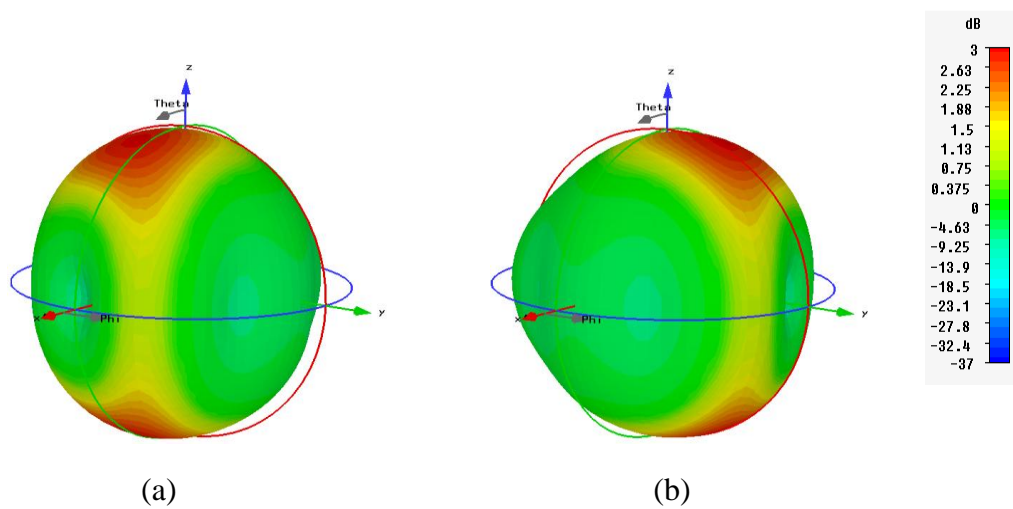 z
Theta
x
Phi
y
(a)
z
Theta
x
Phi
y
(b)
dB
3
2.63
2.25
1.88
1.5
1.13
0.75
0.375
0
-4.63
-9.25
-13.9
-18.5
-23.1
-27.8
-32.4
-37